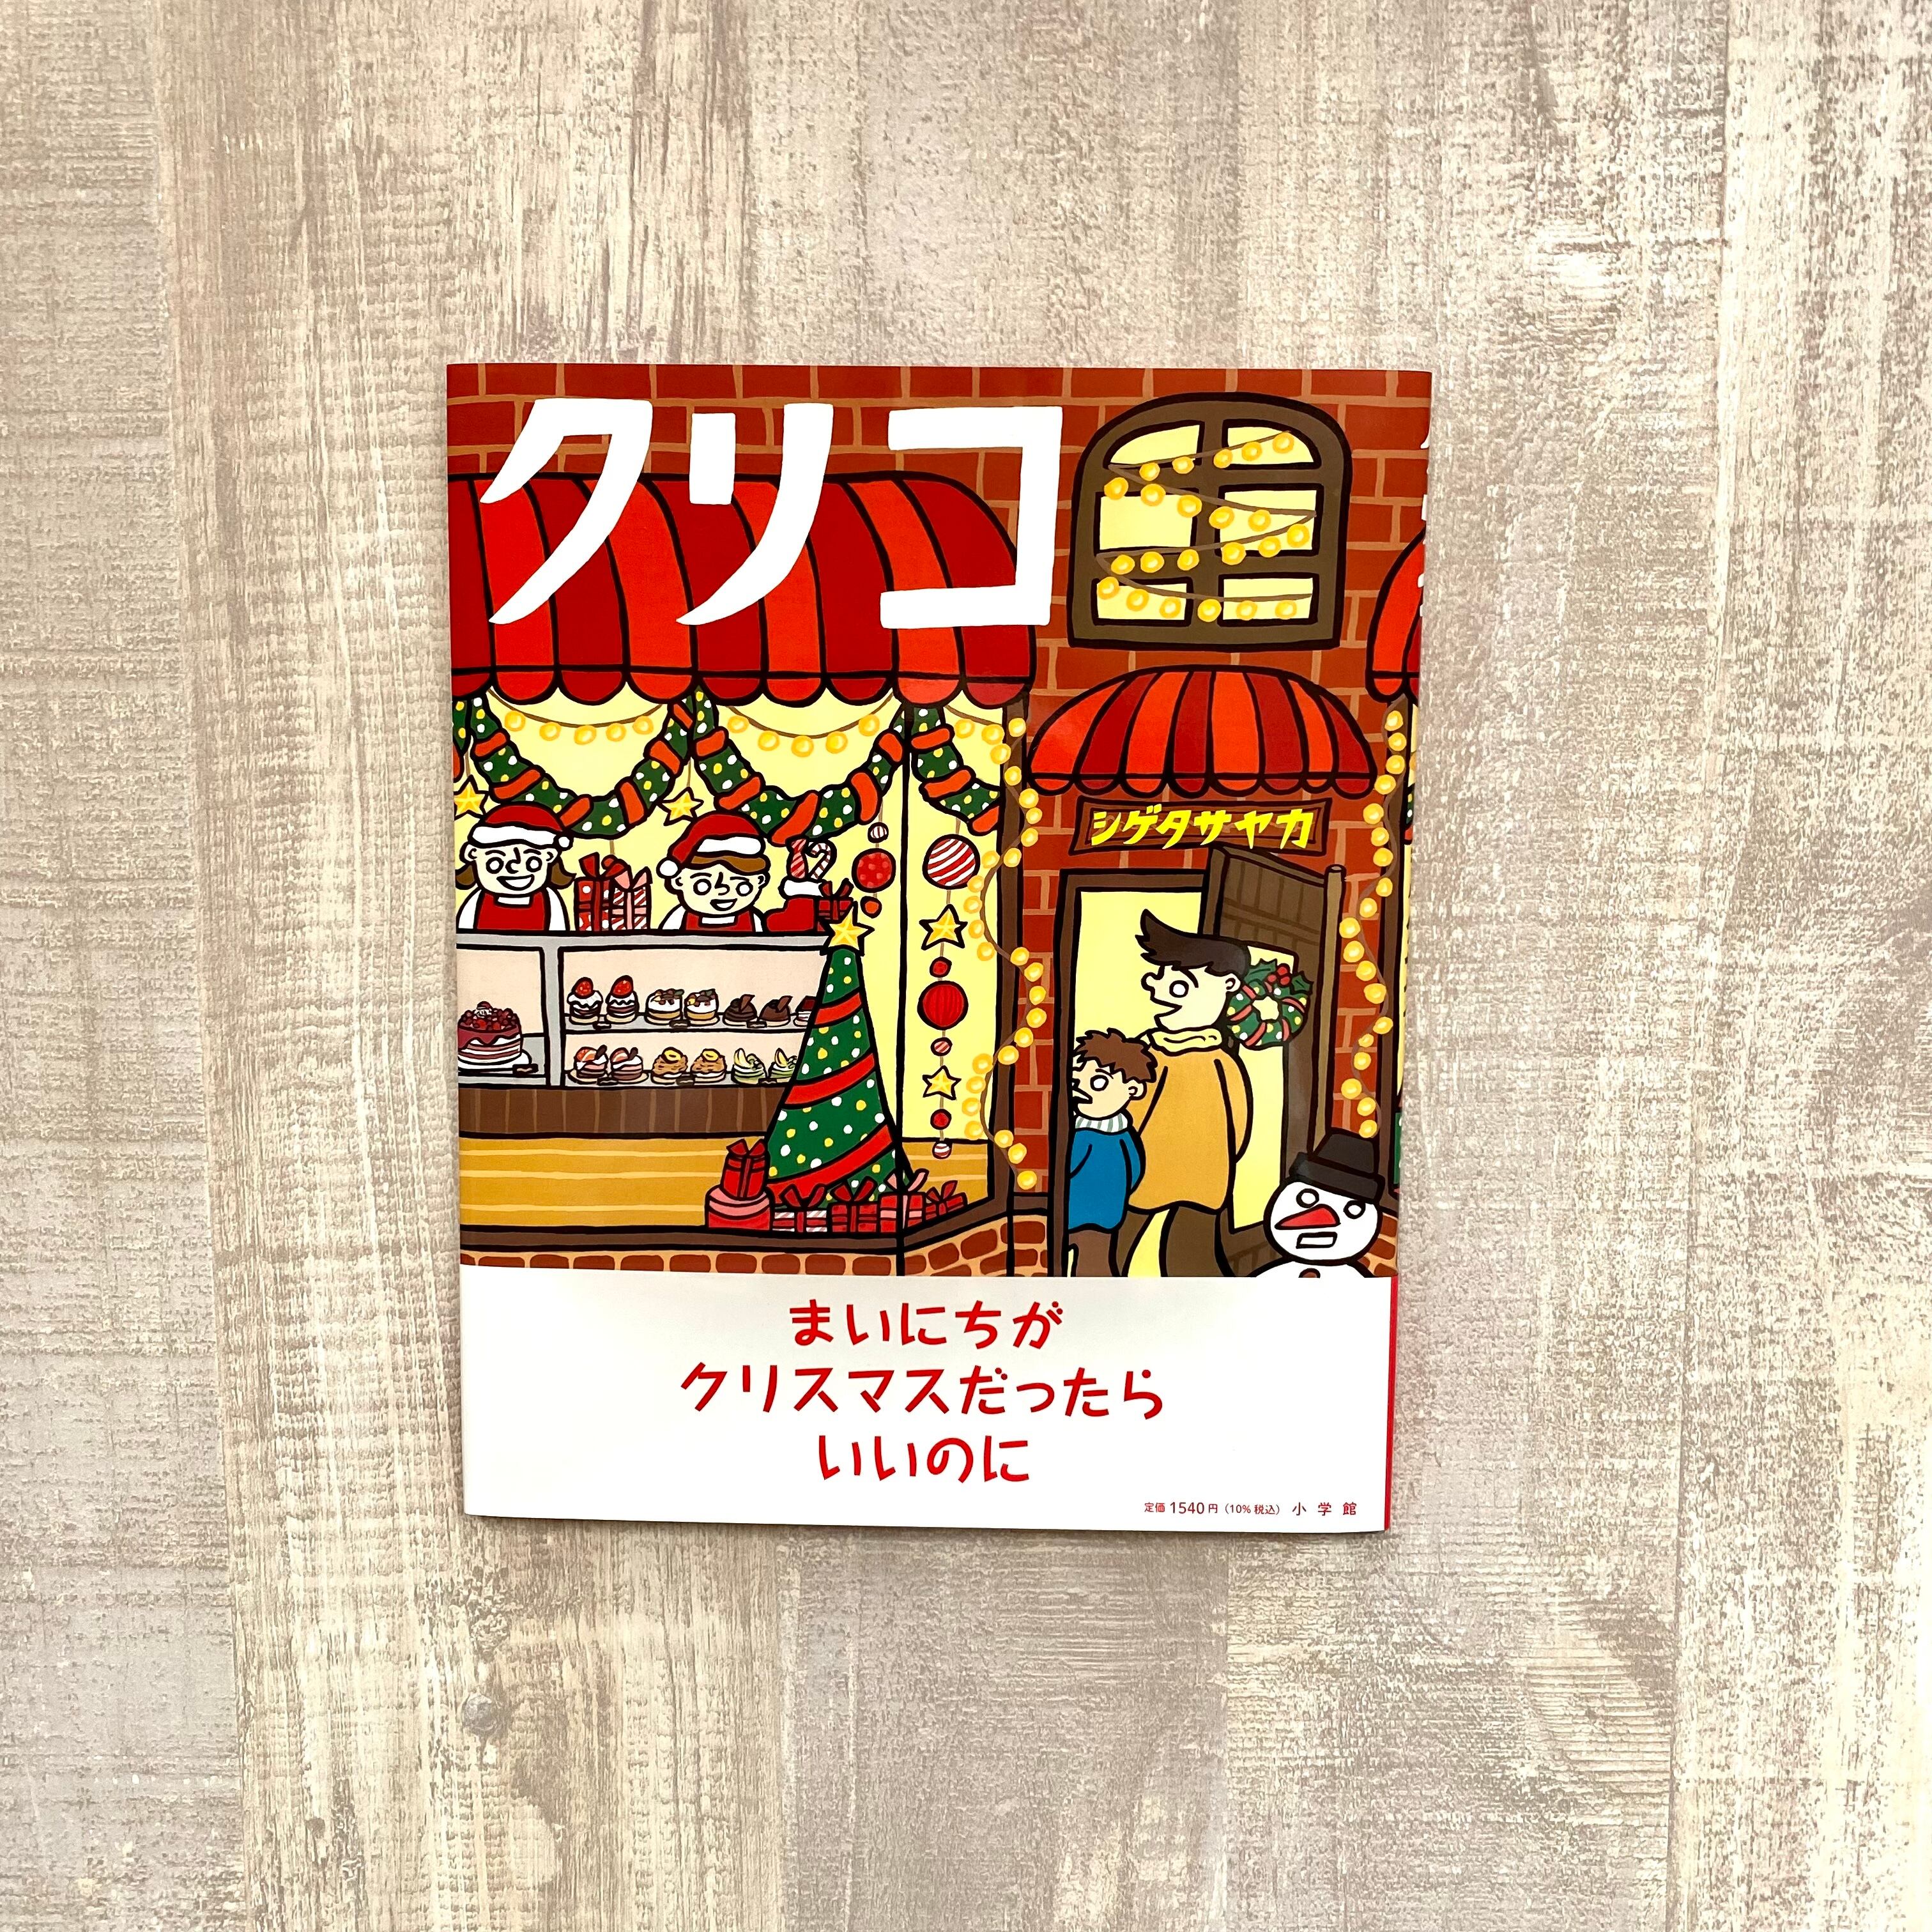 クリコ
シゲタサヤカ
まいにちが
クリスマスだったら
いいのに
定価1540円（10%税込） 小学館